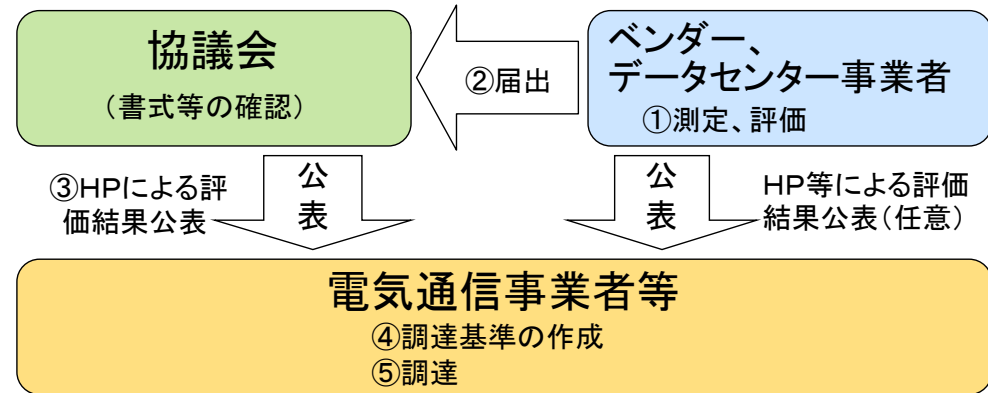 協議会
(書式等の確認)
②届出
ベンダー、
データセンター事業者
①測定、評価
③HPによる評
価結果公表
公
表
公
表
HP等による評価
結果公表(任意)
電気通信事業者等
④調達基準の作成
⑤調達